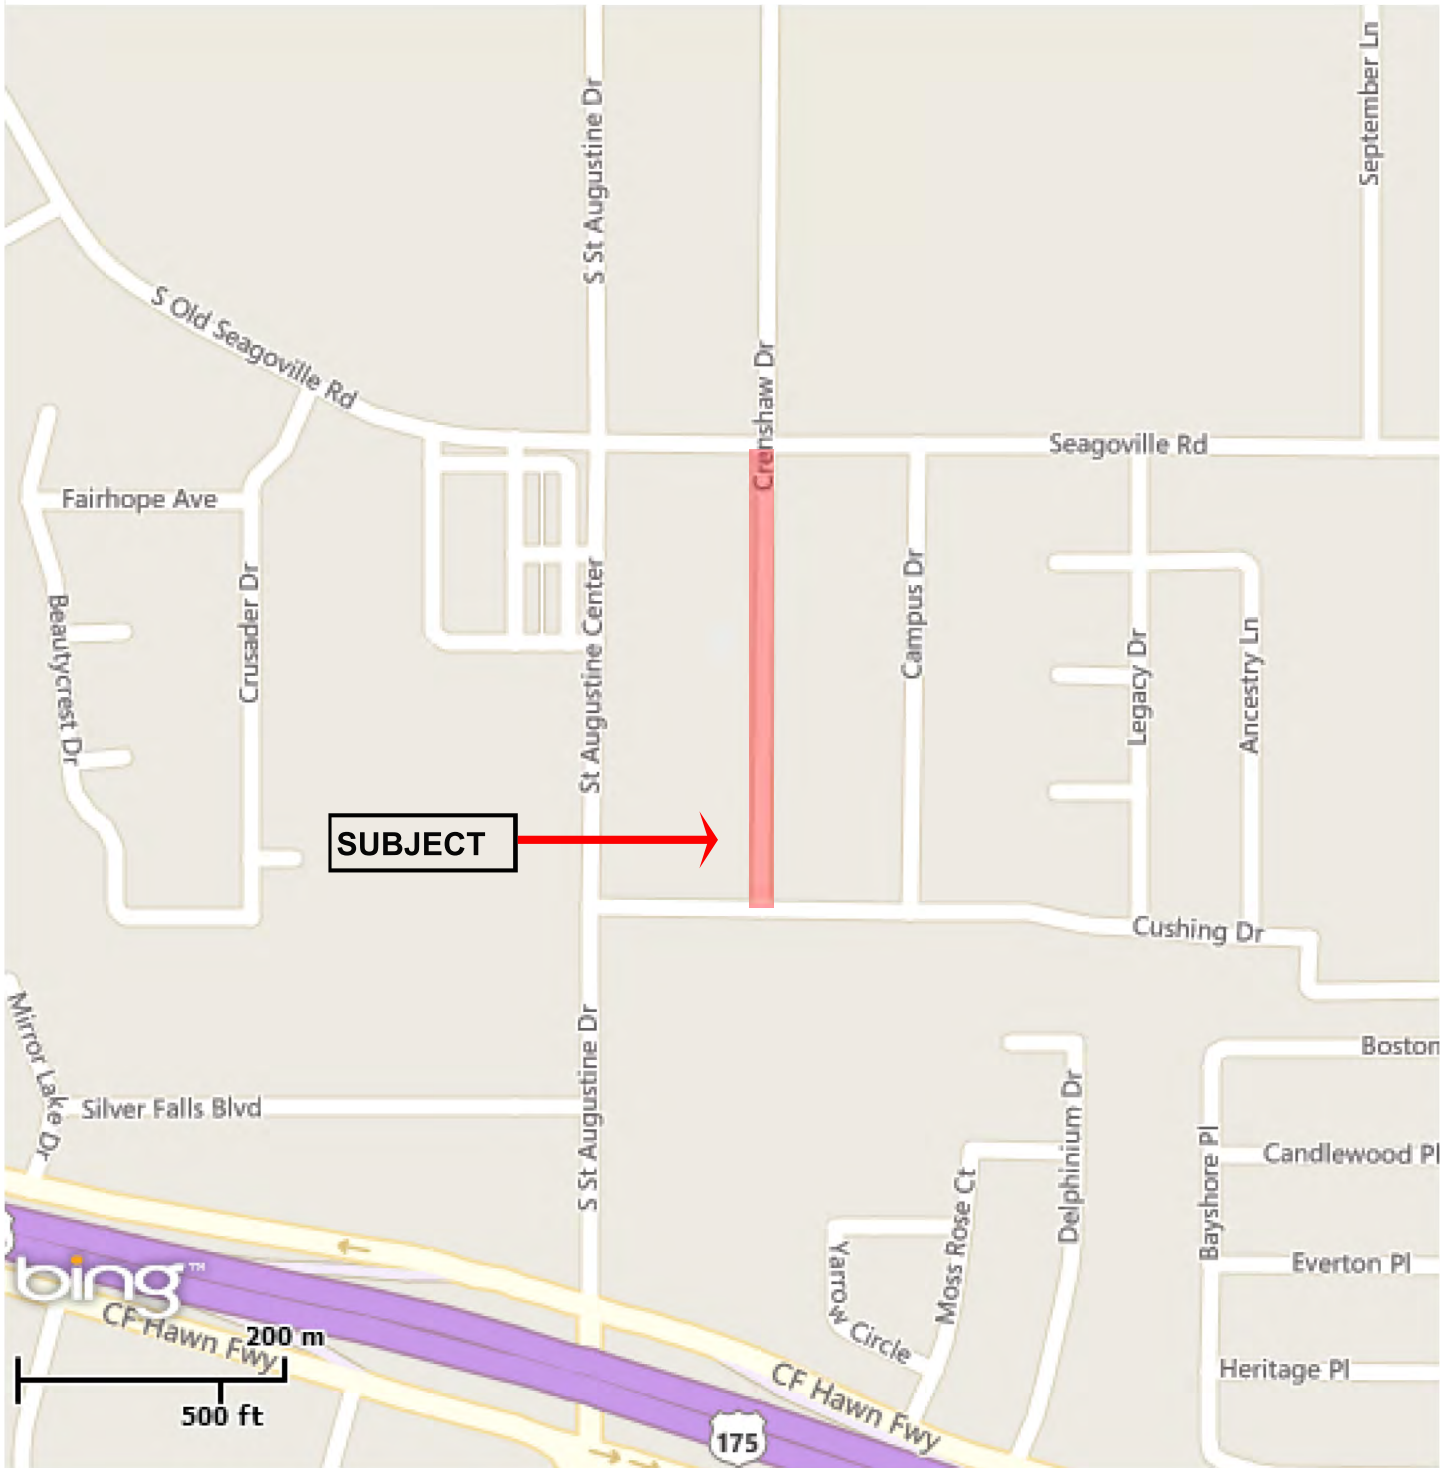 September Ln
S St Augustine Dr
S Old Seagoville Rd
Crenshaw Dr
Seagoville Rd
Fairhope Ave
Beautycrest Dr
Crusader Dr
St Augustine Center
Campus Dr
Legacy Dr
Ancestry Ln
SUBJECT
Cushing Dr
Mirror Lake Dr
Silver Falls Blvd
S St Augustine Dr
Boston
Delphinium Dr
Candlewood Pl
Bayshore Pl
Moss Rose Ct
Yarrow Circle
Everton Pl
Heritage Pl
bing™
CF Hawn Fwy
200 m
500 ft
CF Hawn Fwy
175